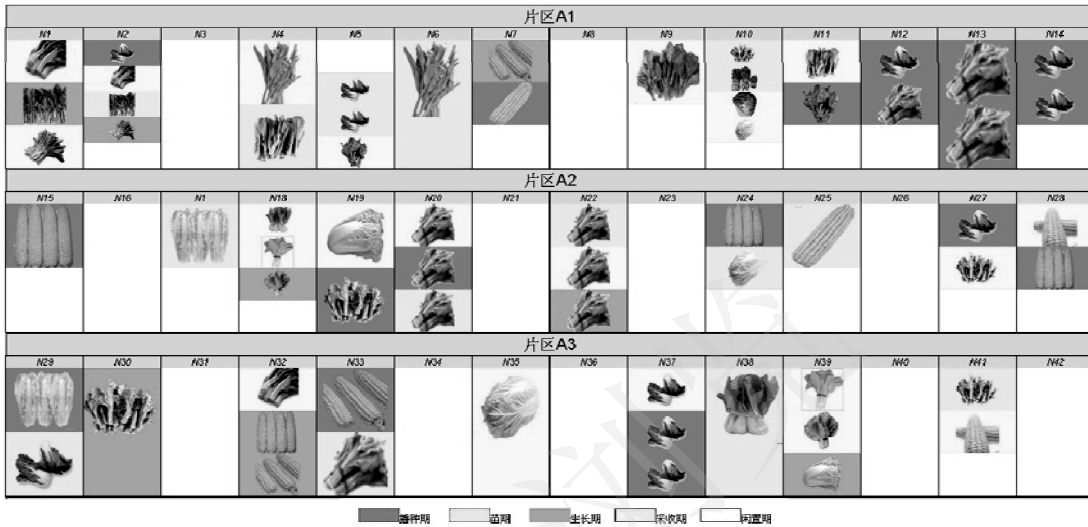 片区A1
N1 N2 N3 N4 N5 N6 N7 N8 N9 N10 N11 N12 N13 N14
片区A2
N15 N16 N1 N18 N19 N20 N21 N22 N23 N24 N25 N26 N27 N28
片区A3
N29 N30 N31 N32 N33 N34 N35 N36 N37 N38 N39 N40 N41 N42
播种期 苗期 生长期 采收期 闲置期